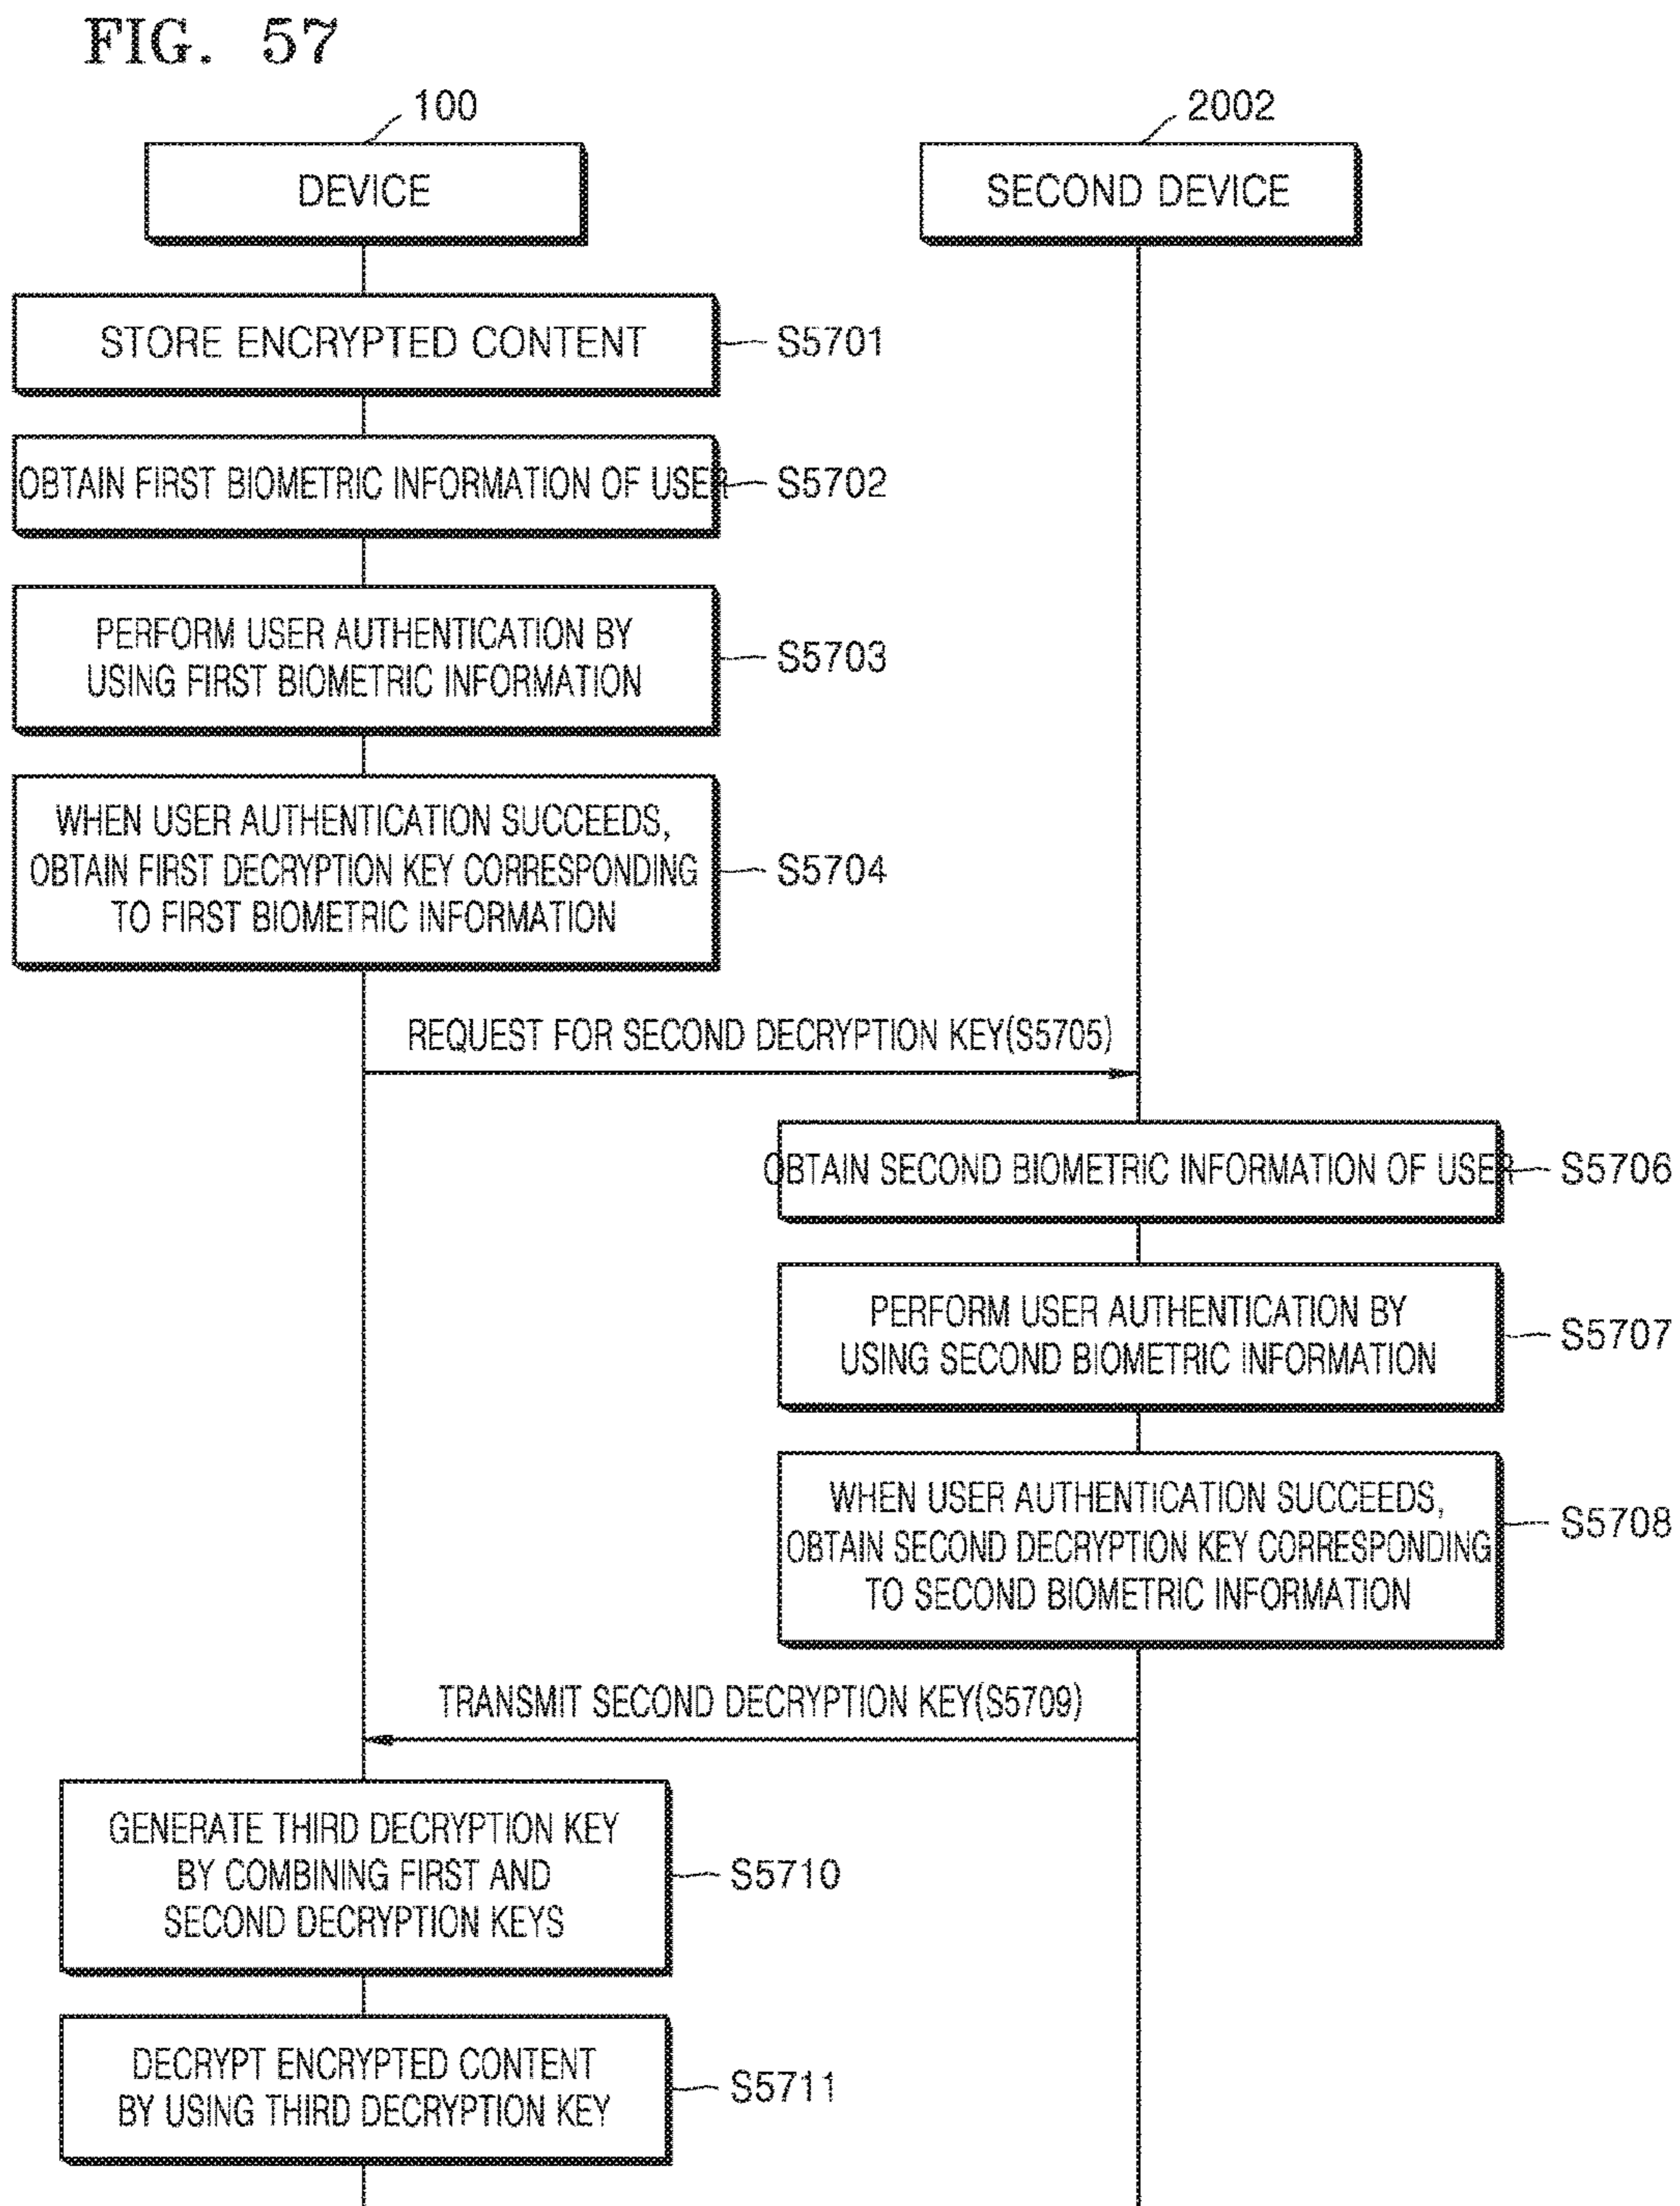 FIG. 57
100
2002
DEVICE
SECOND DEVICE
STORE ENCRYPTED CONTENT
S5701
OBTAIN FIRST BIOMETRIC INFORMATION OF USER
S5702
PERFORM USER AUTHENTICATION BY
USING FIRST BIOMETRIC INFORMATION
S5703
WHEN USER AUTHENTICATION SUCCEEDS,
OBTAIN FIRST DECRYPTION KEY CORRESPONDING
TO FIRST BIOMETRIC INFORMATION
S5704
REQUEST FOR SECOND DECRYPTION KEY(S5705)
OBTAIN SECOND BIOMETRIC INFORMATION OF USER
S5706
PERFORM USER AUTHENTICATION BY
USING SECOND BIOMETRIC INFORMATION
S5707
WHEN USER AUTHENTICATION SUCCEEDS,
OBTAIN SECOND DECRYPTION KEY CORRESPONDING
TO SECOND BIOMETRIC INFORMATION
S5708
TRANSMIT SECOND DECRYPTION KEY(S5709)
GENERATE THIRD DECRYPTION KEY
BY COMBINING FIRST AND
SECOND DECRYPTION KEYS
S5710
DECRYPT ENCRYPTED CONTENT
BY USING THIRD DECRYPTION KEY
S5711